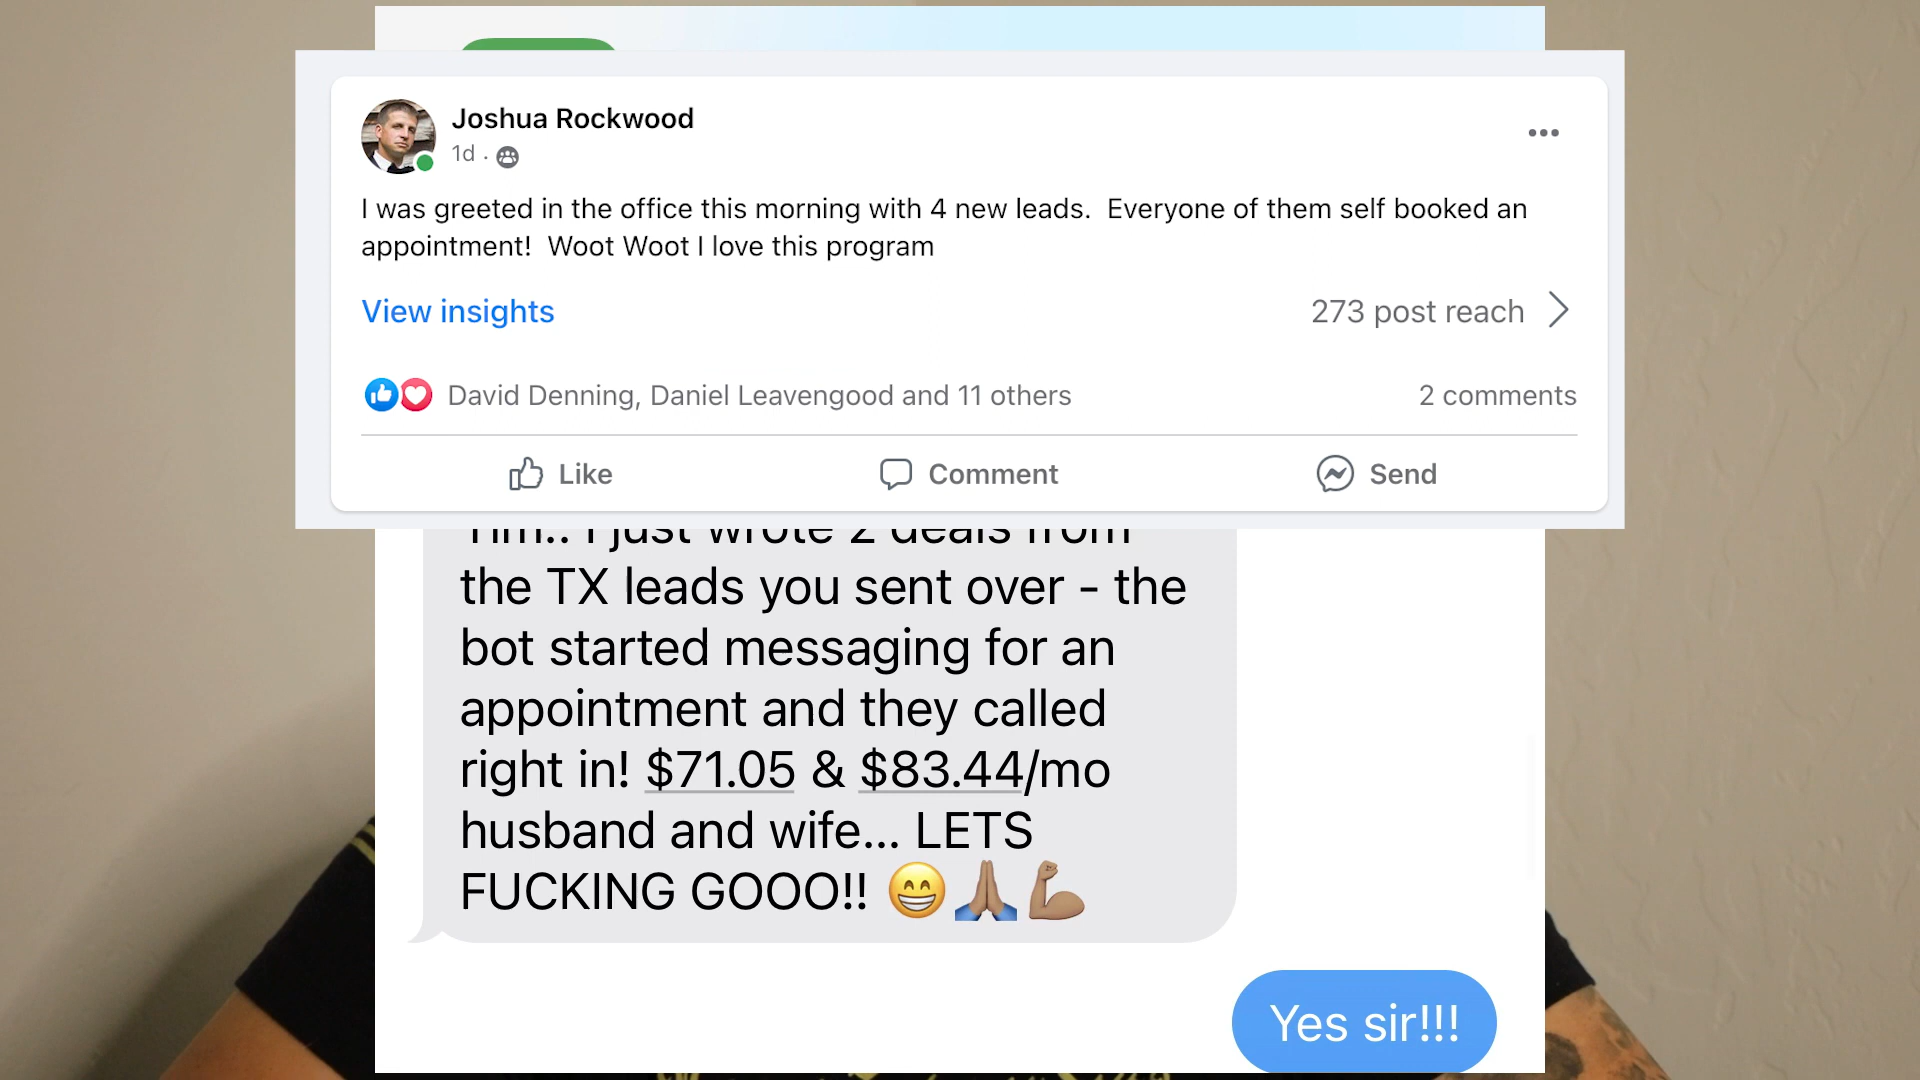 Joshua Rockwood
1d ·
I was greeted in the office this morning with 4 new leads.  Everyone of them self booked an
appointment!  Woot Woot I love this program
View insights
273 post reach
David Denning, Daniel Leavengood and 11 others
2 comments
Like
Comment
Send
I just wrote 2 deals from
the TX leads you sent over - the
bot started messaging for an
appointment and they called
right in! $71.05 & $83.44/mo
husband and wife... LETS
FUCKING GOOO!! 😁🙏🏽💪🏽
Yes sir!!!